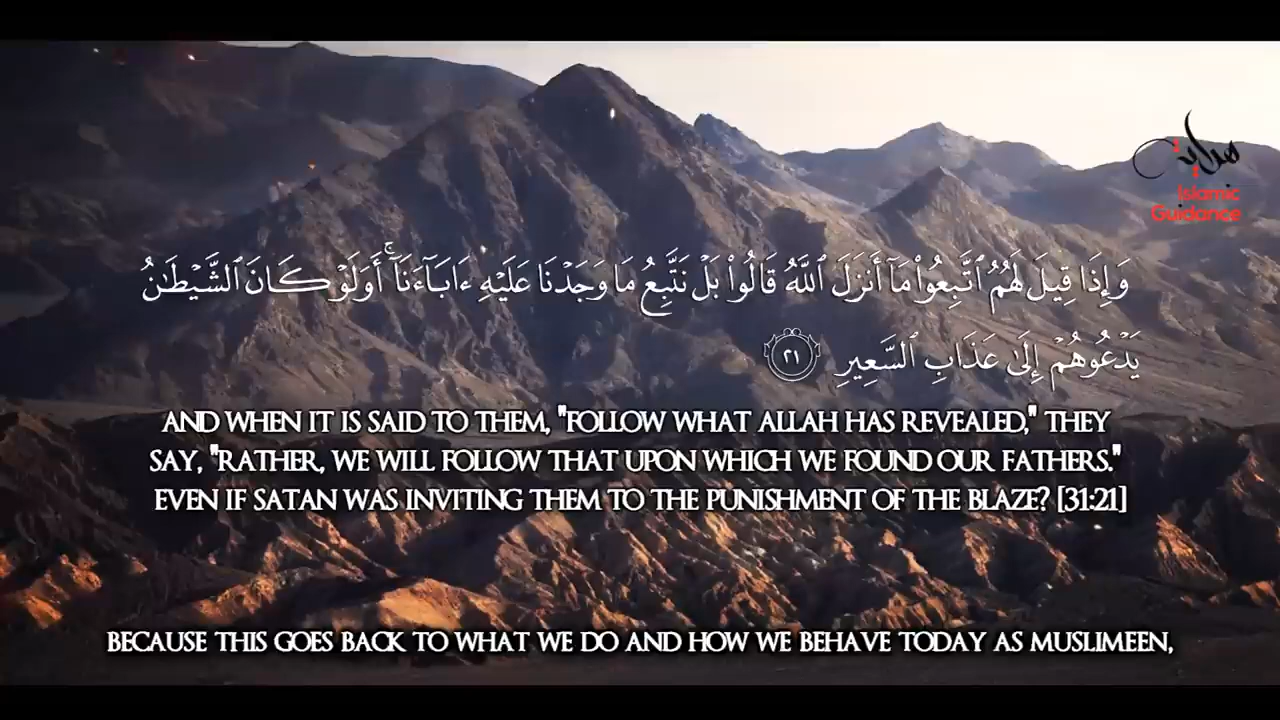 هداية
Islamic
Guidance
وَإِذَا قِيلَ لَهُمُ ٱتَّبِعُوا۟ مَآ أَنزَلَ ٱللَّهُ قَالُوا۟ بَلْ نَتَّبِعُ مَا وَجَدْنَا عَلَيْهِ ءَابَآءَنَآ ۚ أَوَلَوْ كَانَ ٱلشَّيْطَٰنُ
يَدْعُوهُمْ إِلَىٰ عَذَابِ ٱلسَّعِيرِ ٢١
AND WHEN IT IS SAID TO THEM, "FOLLOW WHAT ALLAH HAS REVEALED," THEY
SAY, "RATHER, WE WILL FOLLOW THAT UPON WHICH WE FOUND OUR FATHERS."
EVEN IF SATAN WAS INVITING THEM TO THE PUNISHMENT OF THE BLAZE? [31:21]
BECAUSE THIS GOES BACK TO WHAT WE DO AND HOW WE BEHAVE TODAY AS MUSLIMEEN,